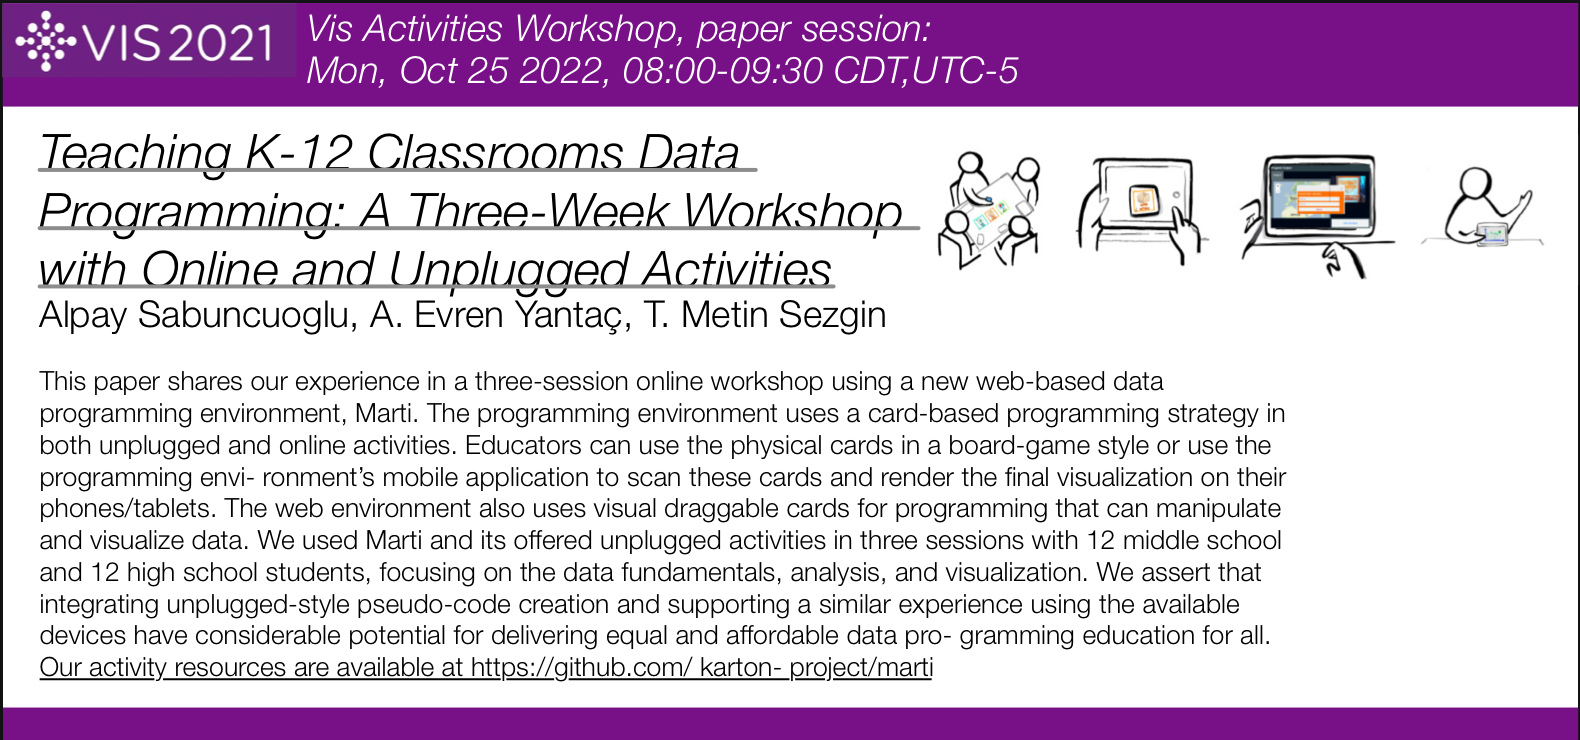 VIS2021
Vis Activities Workshop, paper session:
Mon, Oct 25 2022, 08:00-09:30 CDT,UTC-5
Teaching K-12 Classrooms Data
Programming: A Three-Week Workshop
with Online and Unplugged Activities
Alpay Sabuncuoglu, A. Evren Yantaç, T. Metin Sezgin
This paper shares our experience in a three-session online workshop using a new web-based data
programming environment, Marti. The programming environment uses a card-based programming strategy in
both unplugged and online activities. Educators can use the physical cards in a board-game style or use the
programming envi- ronment’s mobile application to scan these cards and render the final visualization on their
phones/tablets. The web environment also uses visual draggable cards for programming that can manipulate
and visualize data. We used Marti and its offered unplugged activities in three sessions with 12 middle school
and 12 high school students, focusing on the data fundamentals, analysis, and visualization. We assert that
integrating unplugged-style pseudo-code creation and supporting a similar experience using the available
devices have considerable potential for delivering equal and affordable data pro- gramming education for all.
Our activity resources are available at https://github.com/ karton- project/marti